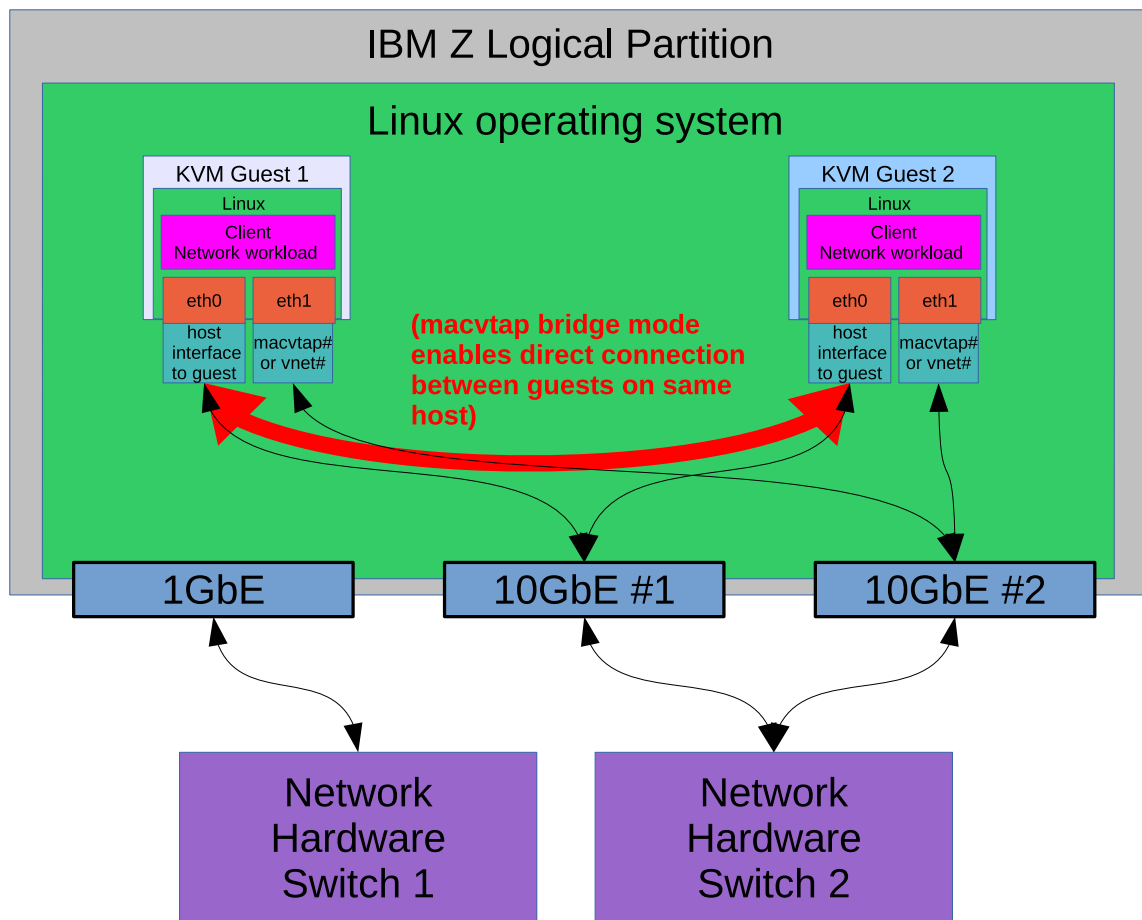 IBM Z Logical Partition
Linux operating system
KVM Guest 1
Linux
Client
Network workload
eth0
eth1
host
interface
to guest
macvtap#
or vnet#
KVM Guest 2
Linux
Client
Network workload
eth0
eth1
host
interface
to guest
macvtap#
or vnet#
(macvtap bridge mode
enables direct connection
between guests on same
host)
1GbE
10GbE #1
10GbE #2
Network
Hardware
Switch 1
Network
Hardware
Switch 2